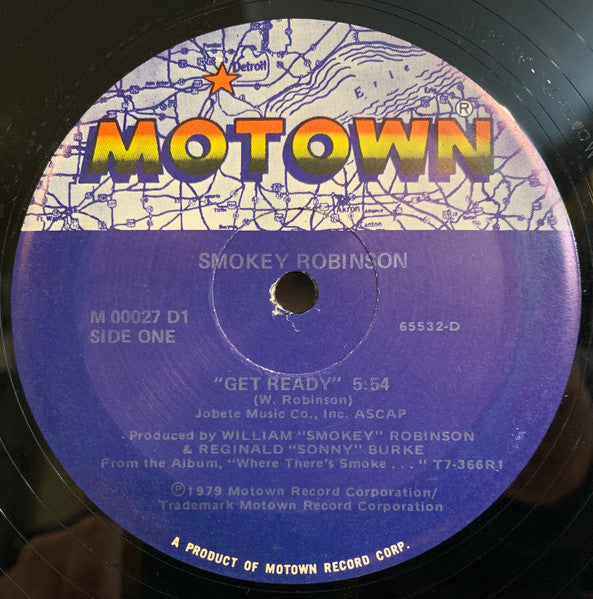 Detroit
Erie
MOTOWN®
Akron
Canton
SMOKEY ROBINSON
M 00027 D1
65532-D
SIDE ONE
"GET READY" 5:54
(W. Robinson)
Jobete Music Co., Inc. ASCAP
Produced by WILLIAM "SMOKEY" ROBINSON
& REGINALD "SONNY" BURKE
From the Album, "Where There's Smoke . . . " T7-366R1
℗1979 Motown Record Corporation/
Trademark Motown Record Corporation
A PRODUCT OF MOTOWN RECORD CORP.